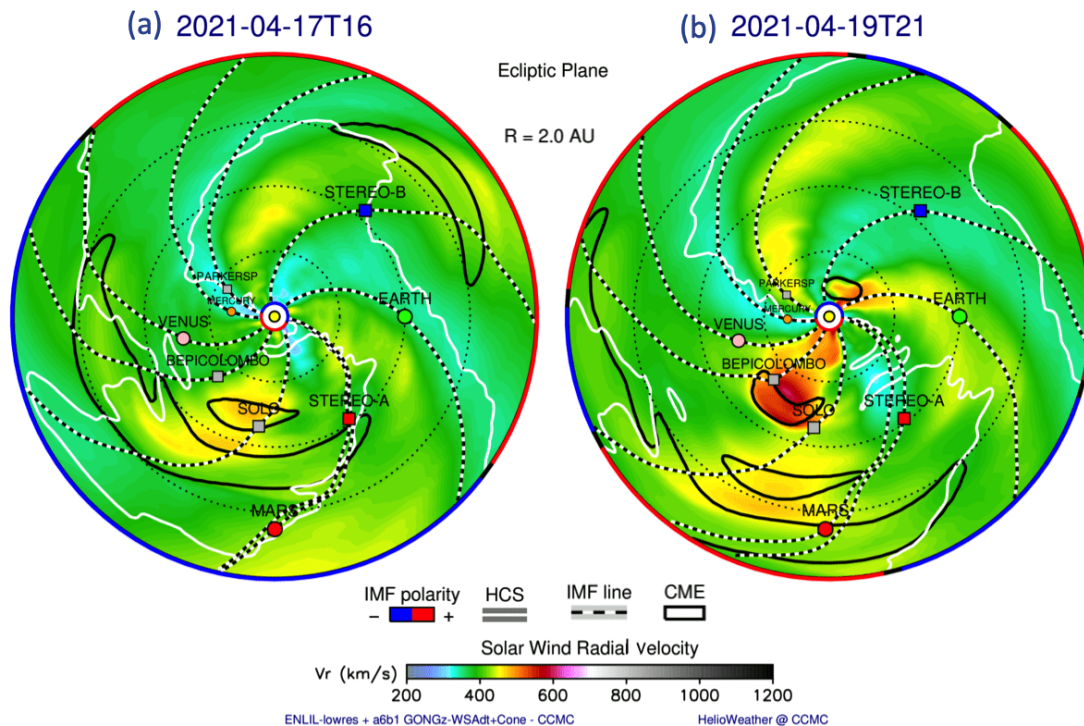 (a) 2021-04-17T16
(b) 2021-04-19T21
Ecliptic Plane
R = 2.0 AU
STEREO-B
PARKERSP
MERCURY
EARTH
VENUS
BEPICOLOMBO
SOLO
STEREO-A
MARS
STEREO-B
PARKERSP
MERCURY
EARTH
VENUS
BEPICOLOMBO
SOLO
STEREO-A
MARS
IMF polarity HCS IMF line CME
− +
Solar Wind Radial Velocity
Vr (km/s)
200 400 600 800 1000 1200
ENLIL-lowres + a6b1 GONGz-WSAdt+Cone - CCMC HelioWeather @ CCMC